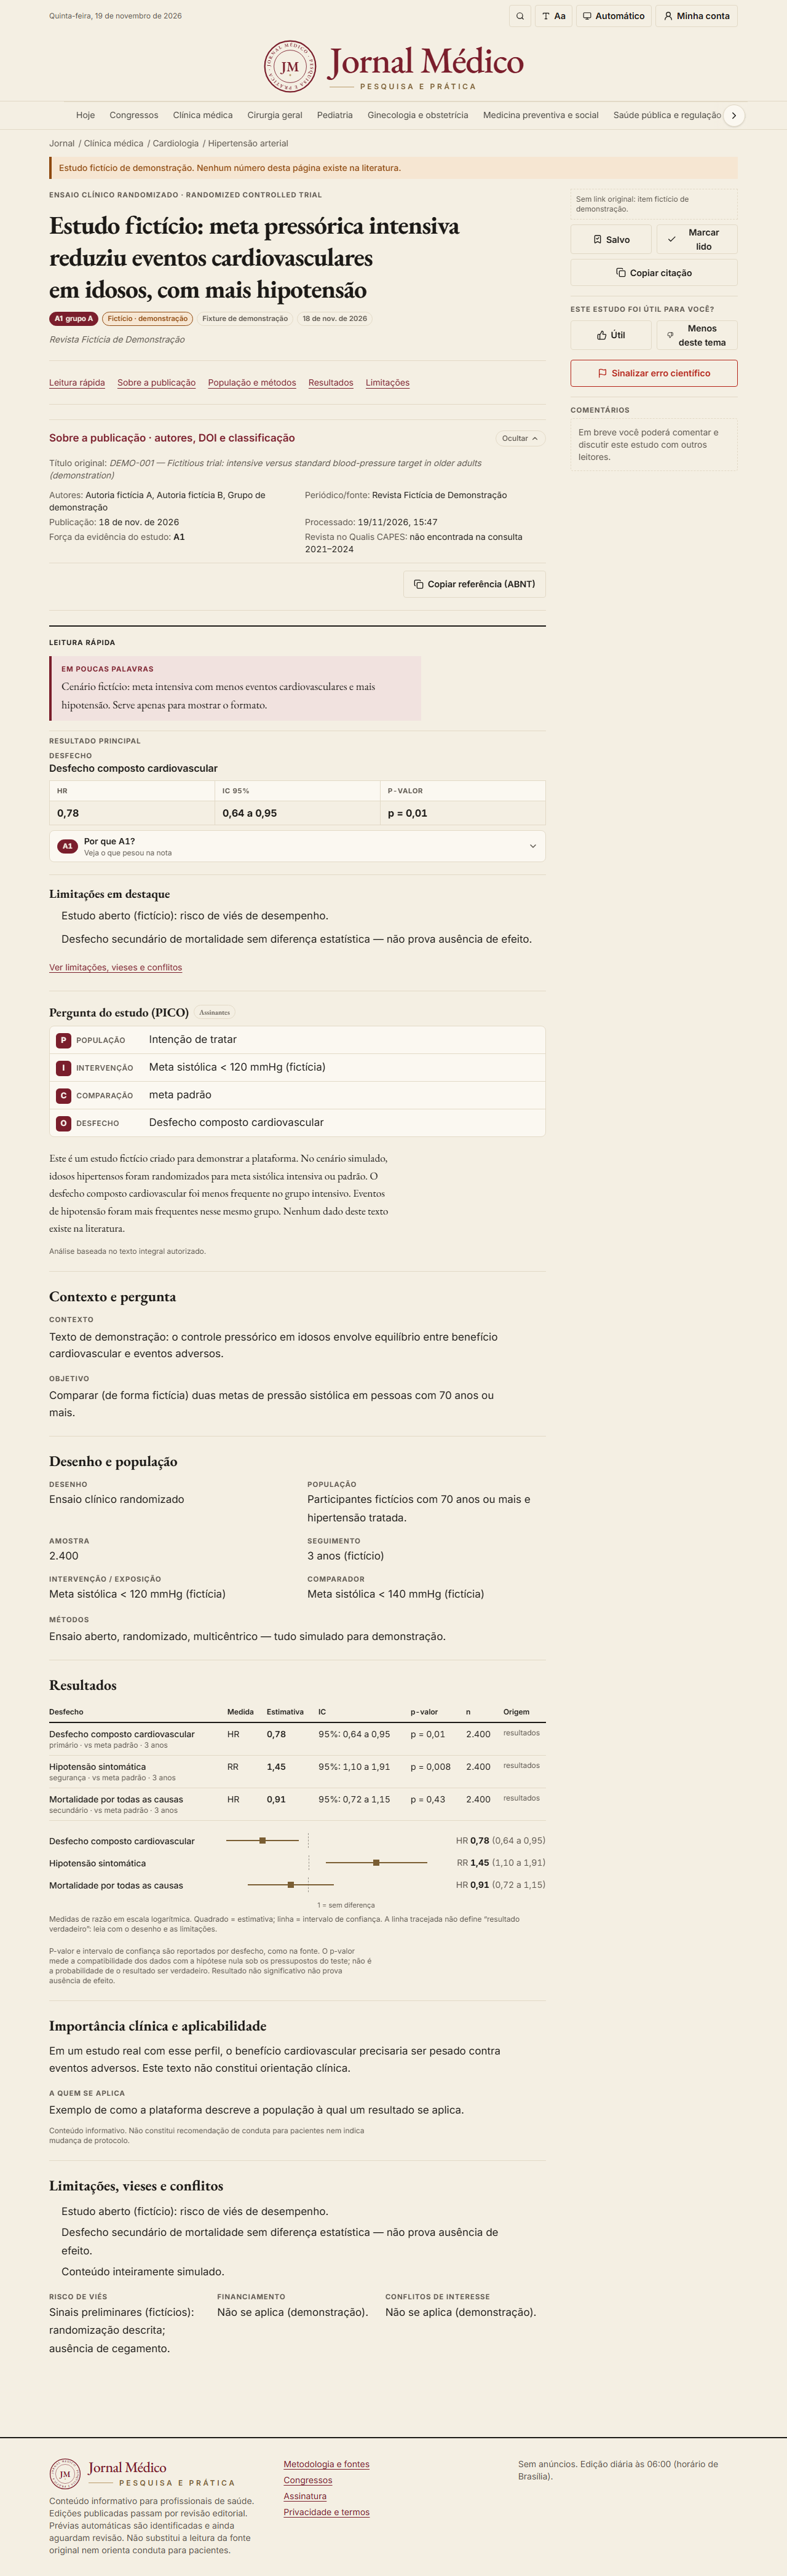 Quinta-feira, 19 de novembro de 2026
Aa
Automático
Minha conta
JM
Jornal Médico
PESQUISA E PRÁTICA
Hoje
Congressos
Clínica médica
Cirurgia geral
Pediatria
Ginecologia e obstetrícia
Medicina preventiva e social
Saúde pública e regulação
Jornal / Clínica médica / Cardiologia / Hipertensão arterial
Estudo fictício de demonstração. Nenhum número desta página existe na literatura.
ENSAIO CLÍNICO RANDOMIZADO · RANDOMIZED CONTROLLED TRIAL
Estudo fictício: meta pressórica intensiva
reduziu eventos cardiovasculares
em idosos, com mais hipotensão
A1 grupo A
Fictício · demonstração
Fixture de demonstração
18 de nov. de 2026
Revista Fictícia de Demonstração
Leitura rápida
Sobre a publicação
População e métodos
Resultados
Limitações
Sem link original: item fictício de
demonstração.
Salvo
Marcar
lido
Copiar citação
ESTE ESTUDO FOI ÚTIL PARA VOCÊ?
Útil
Menos
deste tema
Sinalizar erro científico
COMENTÁRIOS
Em breve você poderá comentar e
discutir este estudo com outros
leitores.
Sobre a publicação · autores, DOI e classificação
Ocultar
Título original: DEMO-001 — Fictitious trial: intensive versus standard blood-pressure target in older adults
(demonstration)
Autores: Autoria fictícia A, Autoria fictícia B, Grupo de
demonstração
Periódico/fonte: Revista Fictícia de Demonstração
Publicação: 18 de nov. de 2026
Processado: 19/11/2026, 15:47
Força da evidência do estudo: A1
Revista no Qualis CAPES: não encontrada na consulta
2021–2024
Copiar referência (ABNT)
LEITURA RÁPIDA
EM POUCAS PALAVRAS
Cenário fictício: meta intensiva com menos eventos cardiovasculares e mais
hipotensão. Serve apenas para mostrar o formato.
RESULTADO PRINCIPAL
DESFECHO
Desfecho composto cardiovascular
HR
IC 95%
P-VALOR
0,78
0,64 a 0,95
p = 0,01
A1
Por que A1?
Veja o que pesou na nota
Limitações em destaque
Estudo aberto (fictício): risco de viés de desempenho.
Desfecho secundário de mortalidade sem diferença estatística — não prova ausência de efeito.
Ver limitações, vieses e conflitos
Pergunta do estudo (PICO)
Assinantes
P POPULAÇÃO Intenção de tratar
I INTERVENÇÃO Meta sistólica < 120 mmHg (fictícia)
C COMPARAÇÃO meta padrão
O DESFECHO Desfecho composto cardiovascular
Este é um estudo fictício criado para demonstrar a plataforma. No cenário simulado,
idosos hipertensos foram randomizados para meta sistólica intensiva ou padrão. O
desfecho composto cardiovascular foi menos frequente no grupo intensivo. Eventos
de hipotensão foram mais frequentes nesse mesmo grupo. Nenhum dado deste texto
existe na literatura.
Análise baseada no texto integral autorizado.
Contexto e pergunta
CONTEXTO
Texto de demonstração: o controle pressórico em idosos envolve equilíbrio entre benefício
cardiovascular e eventos adversos.
OBJETIVO
Comparar (de forma fictícia) duas metas de pressão sistólica em pessoas com 70 anos ou
mais.
Desenho e população
DESENHO
Ensaio clínico randomizado
POPULAÇÃO
Participantes fictícios com 70 anos ou mais e
hipertensão tratada.
AMOSTRA
2.400
SEGUIMENTO
3 anos (fictício)
INTERVENÇÃO / EXPOSIÇÃO
Meta sistólica < 120 mmHg (fictícia)
COMPARADOR
Meta sistólica < 140 mmHg (fictícia)
MÉTODOS
Ensaio aberto, randomizado, multicêntrico — tudo simulado para demonstração.
Resultados
Desfecho Medida Estimativa IC p-valor n Origem
Desfecho composto cardiovascular HR 0,78 95%: 0,64 a 0,95 p = 0,01 2.400 resultados
primário · vs meta padrão · 3 anos
Hipotensão sintomática RR 1,45 95%: 1,10 a 1,91 p = 0,008 2.400 resultados
segurança · vs meta padrão · 3 anos
Mortalidade por todas as causas HR 0,91 95%: 0,72 a 1,15 p = 0,43 2.400 resultados
secundário · vs meta padrão · 3 anos
Desfecho composto cardiovascular HR 0,78 (0,64 a 0,95)
Hipotensão sintomática RR 1,45 (1,10 a 1,91)
Mortalidade por todas as causas HR 0,91 (0,72 a 1,15)
1 = sem diferença
Medidas de razão em escala logarítmica. Quadrado = estimativa; linha = intervalo de confiança. A linha tracejada não define “resultado
verdadeiro”: leia com o desenho e as limitações.
P-valor e intervalo de confiança são reportados por desfecho, como na fonte. O p-valor
mede a compatibilidade dos dados com a hipótese nula sob os pressupostos do teste; não é
a probabilidade de o resultado ser verdadeiro. Resultado não significativo não prova
ausência de efeito.
Importância clínica e aplicabilidade
Em um estudo real com esse perfil, o benefício cardiovascular precisaria ser pesado contra
eventos adversos. Este texto não constitui orientação clínica.
A QUEM SE APLICA
Exemplo de como a plataforma descreve a população à qual um resultado se aplica.
Conteúdo informativo. Não constitui recomendação de conduta para pacientes nem indica
mudança de protocolo.
Limitações, vieses e conflitos
Estudo aberto (fictício): risco de viés de desempenho.
Desfecho secundário de mortalidade sem diferença estatística — não prova ausência de
efeito.
Conteúdo inteiramente simulado.
RISCO DE VIÉS
Sinais preliminares (fictícios):
randomização descrita;
ausência de cegamento.
FINANCIAMENTO
Não se aplica (demonstração).
CONFLITOS DE INTERESSE
Não se aplica (demonstração).
JM
Jornal Médico
PESQUISA E PRÁTICA
Conteúdo informativo para profissionais de saúde.
Edições publicadas passam por revisão editorial.
Prévias automáticas são identificadas e ainda
aguardam revisão. Não substitui a leitura da fonte
original nem orienta conduta para pacientes.
Metodologia e fontes
Congressos
Assinatura
Privacidade e termos
Sem anúncios. Edição diária às 06:00 (horário de
Brasília).